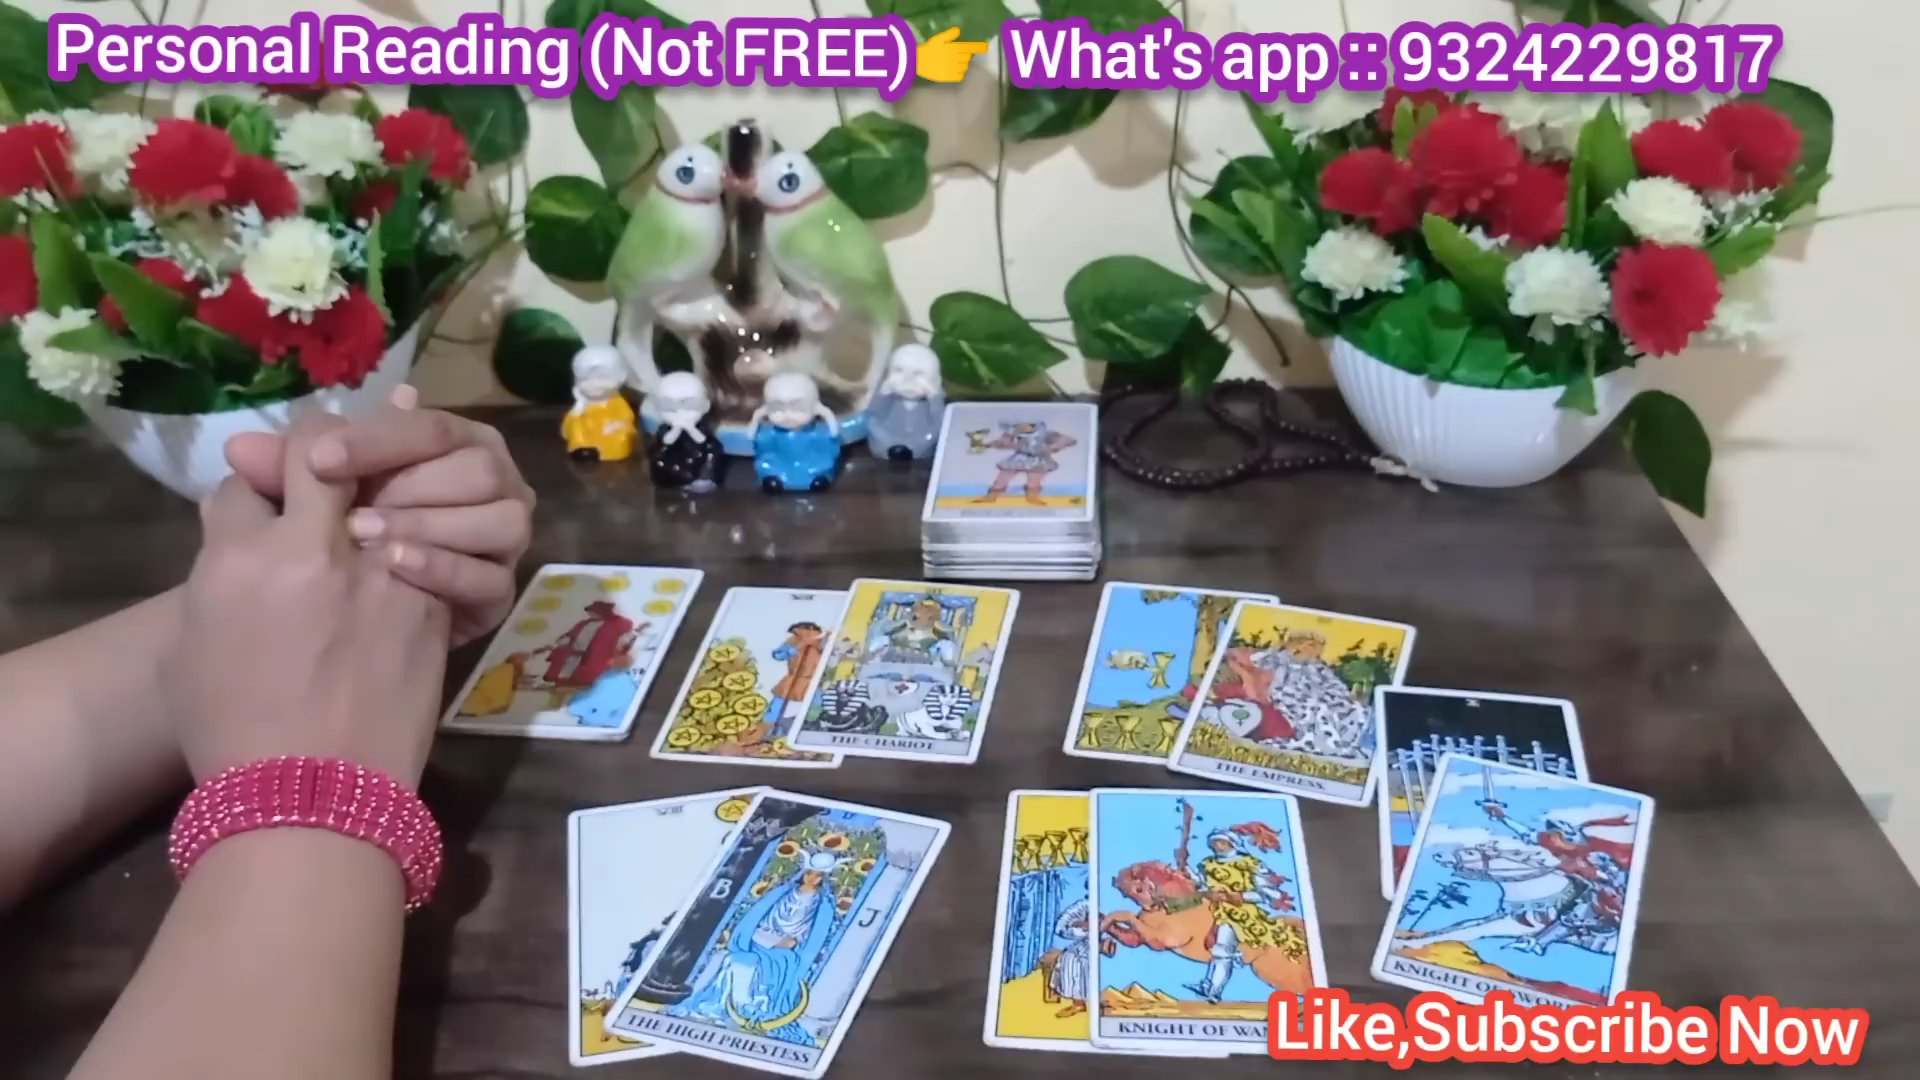 Personal Reading (Not FREE)👉 What's app :: 9324229817
THE CHARIOT
THE EMPRESS.
B
J
THE HIGH PRIESTESS
KNIGHT OF WAN
KNIGHT OF SWOR
Like,Subscribe Now